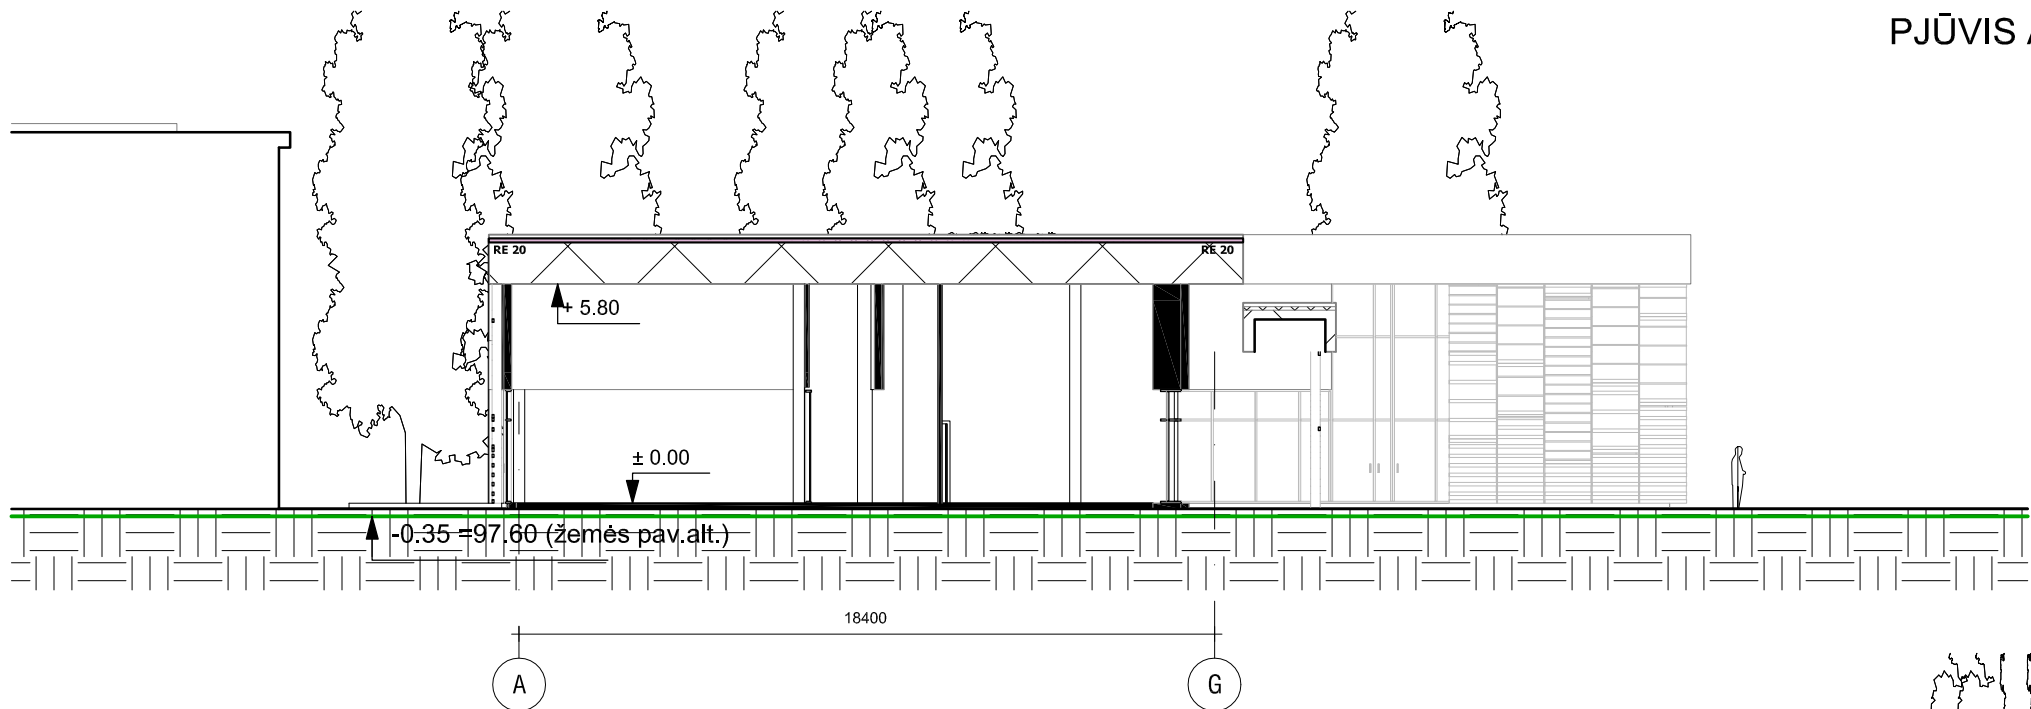 PJŪVIS A
RE 20
RE 20
+ 5.80
± 0.00
-0.35 =97.60 (žemės pav.alt.)
18400
A
G